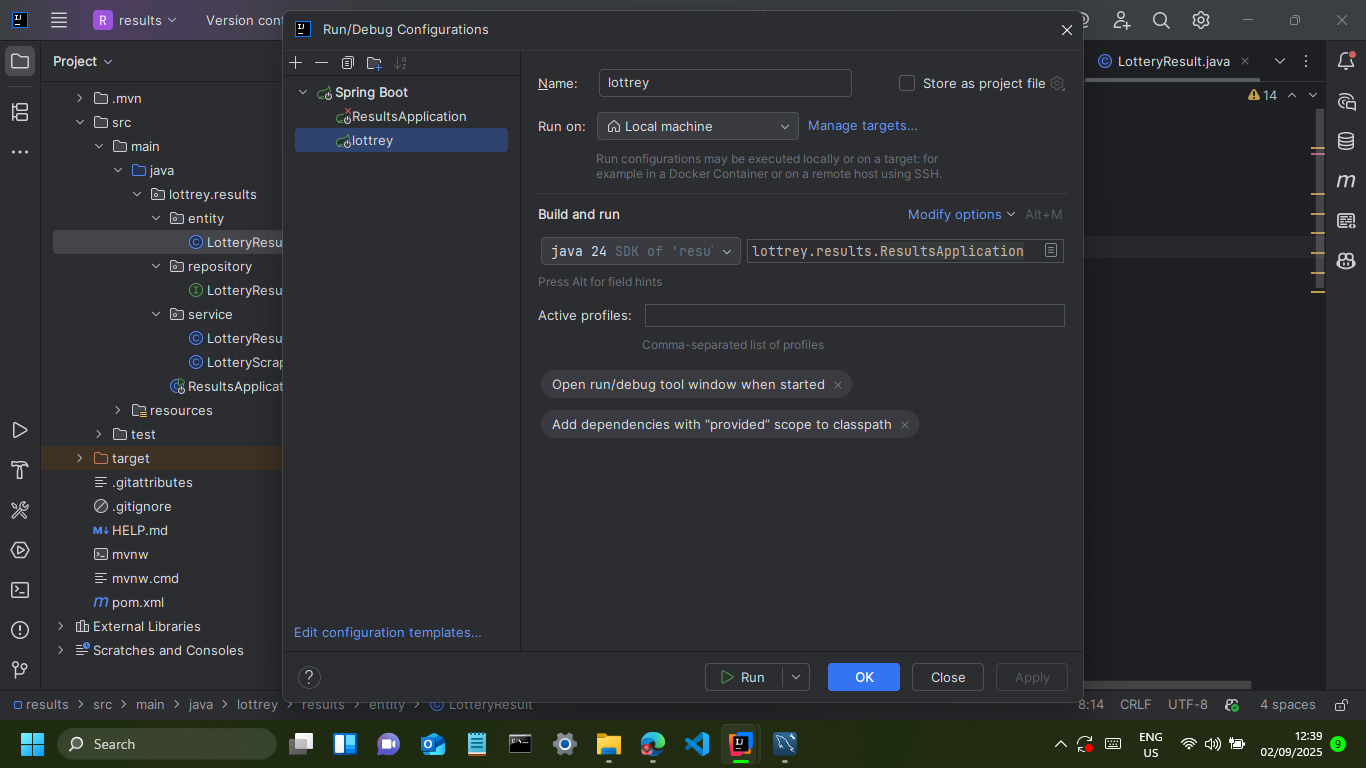 R results
Version cont
Run/Debug Configurations
Project
LotteryResult.java
14
.mvn
src
main
java
lottrey.results
entity
LotteryResu
repository
LotteryResu
service
LotteryResu
LotteryScrap
ResultsApplicat
resources
test
target
.gitattributes
.gitignore
M↓ HELP.md
mvnw
mvnw.cmd
m pom.xml
External Libraries
Scratches and Consoles
Spring Boot
ResultsApplication
lottrey
Edit configuration templates...
Name:
lottrey
Store as project file
Run on:
Local machine
Manage targets...
Run configurations may be executed locally or on a target: for
example in a Docker Container or on a remote host using SSH.
Build and run
Modify options
Alt+M
java 24 SDK of 'resul
lottrey.results.ResultsApplication
Press Alt for field hints
Active profiles:
Comma-separated list of profiles
Open run/debug tool window when started
Add dependencies with “provided” scope to classpath
?
Run
OK
Close
Apply
results > src > main > java > lottrey > results > entity > LotteryResult
8:14
CRLF
UTF-8
4 spaces
Search
ENG
US
12:39
02/09/2025
9